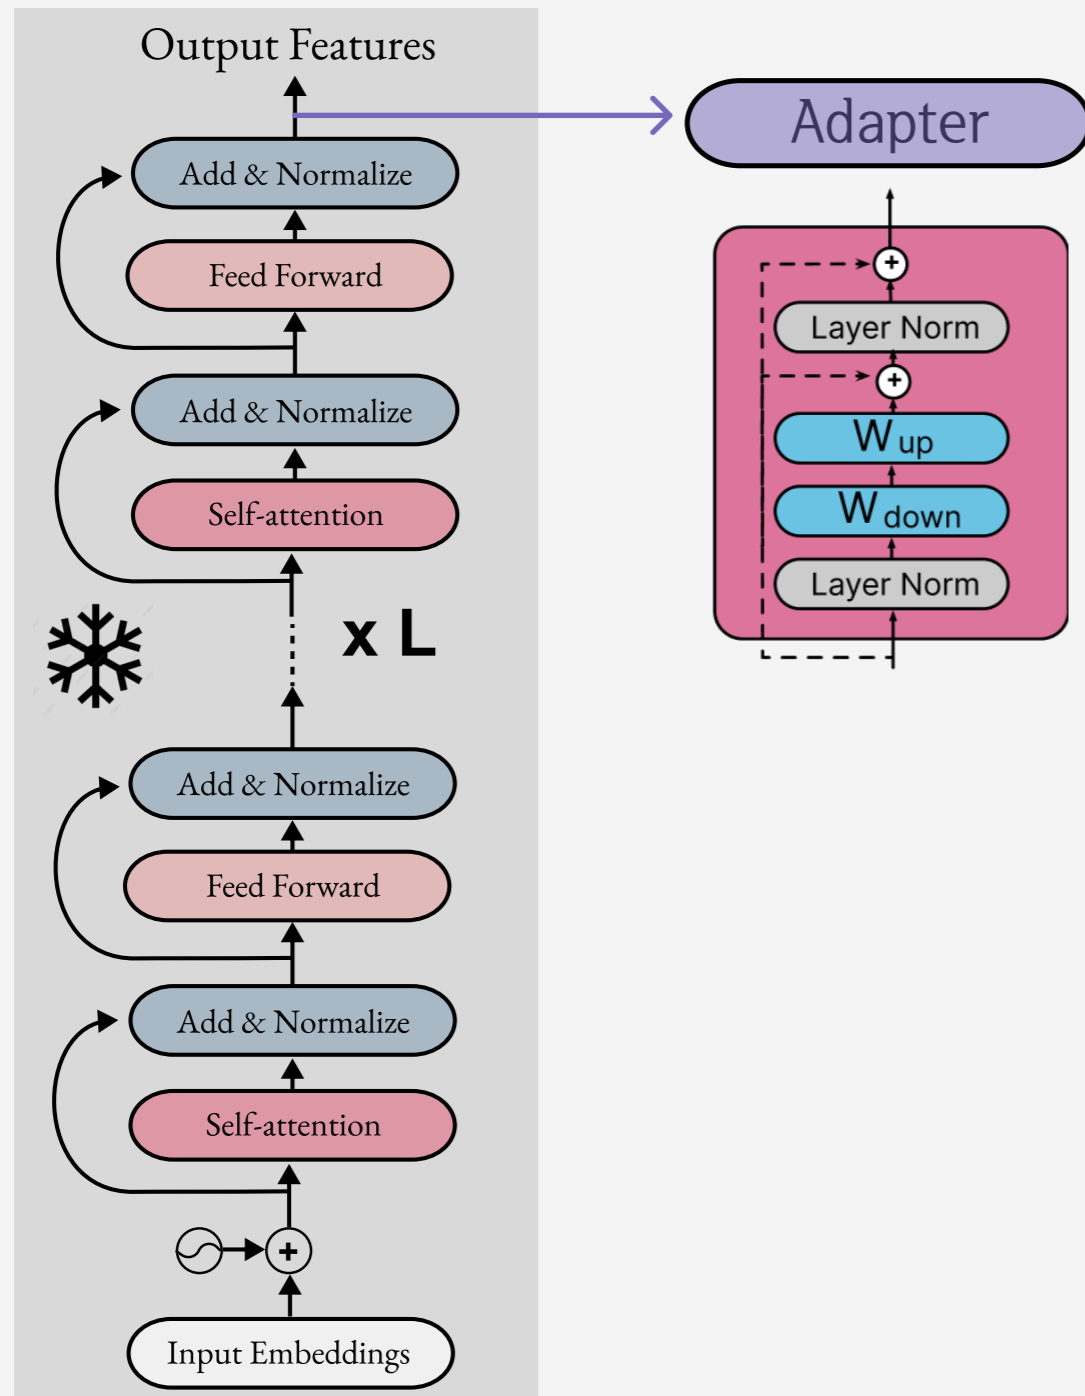 Output Features
Add & Normalize
Feed Forward
Add & Normalize
Self-attention
x L
Add & Normalize
Feed Forward
Add & Normalize
Self-attention
+
Input Embeddings
Adapter
+
Layer Norm
+
W up
W down
Layer Norm